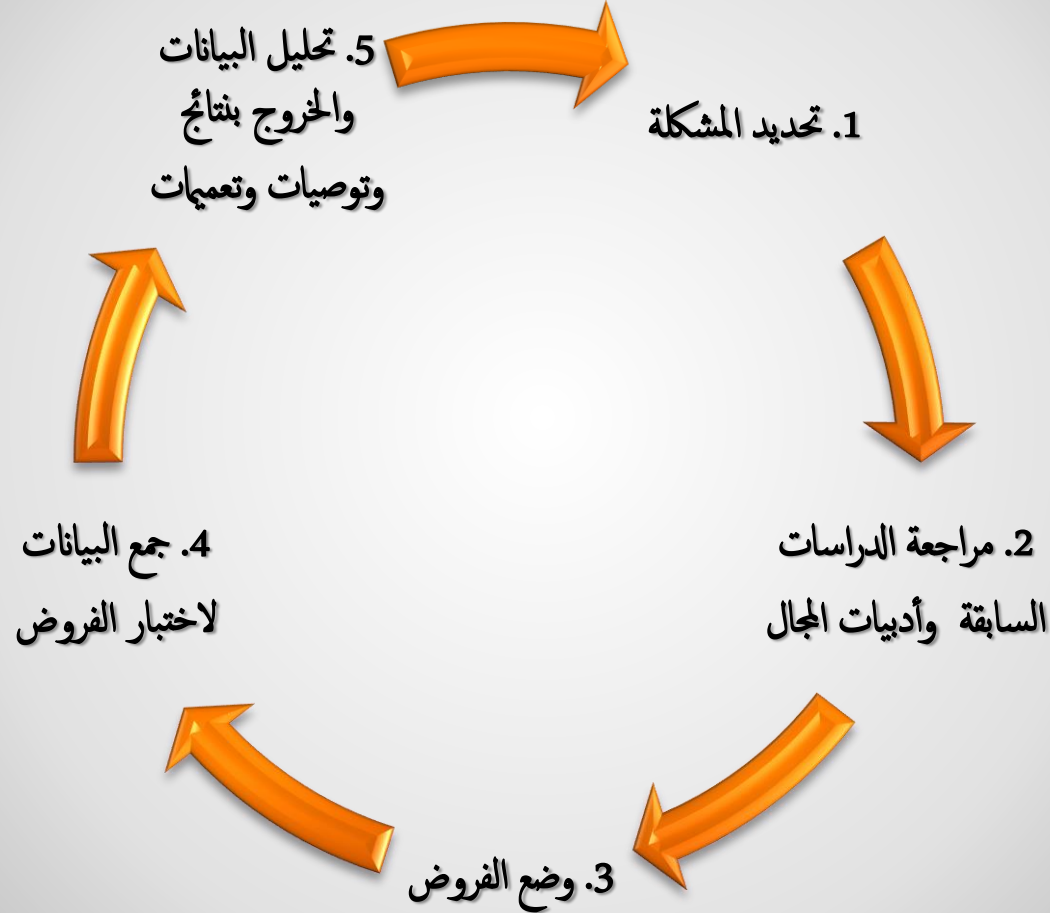 1. تحديد المشكلة
2. مراجعة الدراسات
السابقة وأدبيات المجال
3. وضع الفروض
4. جمع البيانات
لاختبار الفروض
5. تحليل البيانات
والخروج بنتائج
وتوصيات وتعميمات